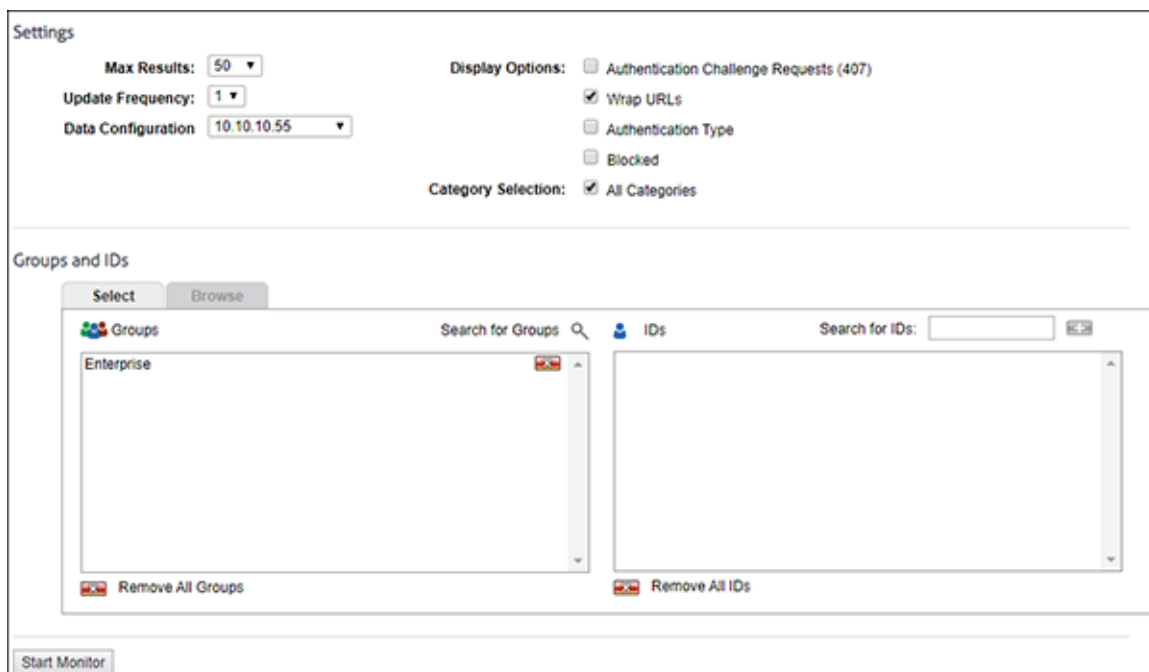 Settings
Max Results: 50
Display Options: Authentication Challenge Requests (407)
Update Frequency: 1
Wrap URLs
Data Configuration 10.10.10.55
Authentication Type
Blocked
Category Selection: All Categories
Groups and IDs
Select Browse
Groups Search for Groups IDs Search for IDs:
Enterprise
Remove All Groups Remove All IDs
Start Monitor